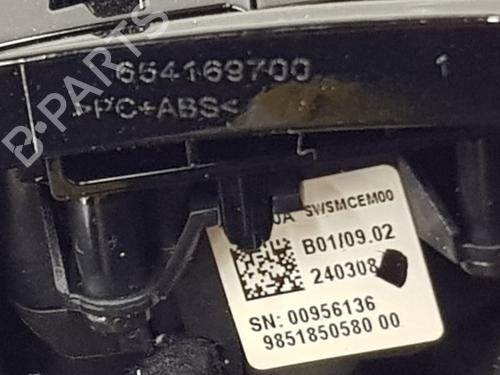 B-PARTS
654169700
1
>PC+ABS<
SWSMCEM00
B01/09.02
240308
SN: 00956136
9851850580 00